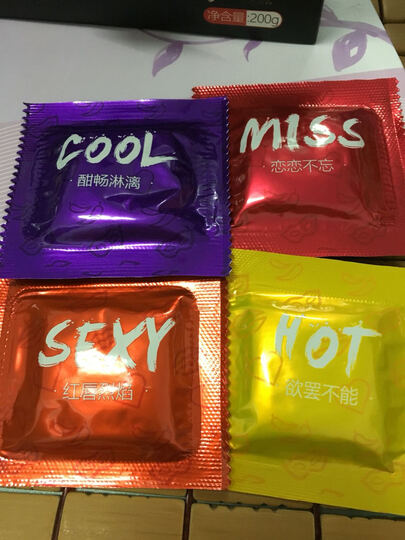 净含量:200g
COOL
·酣畅淋漓·
MISS
·恋恋不忘·
SEXY
·红唇烈焰·
HOT
·欲罢不能·